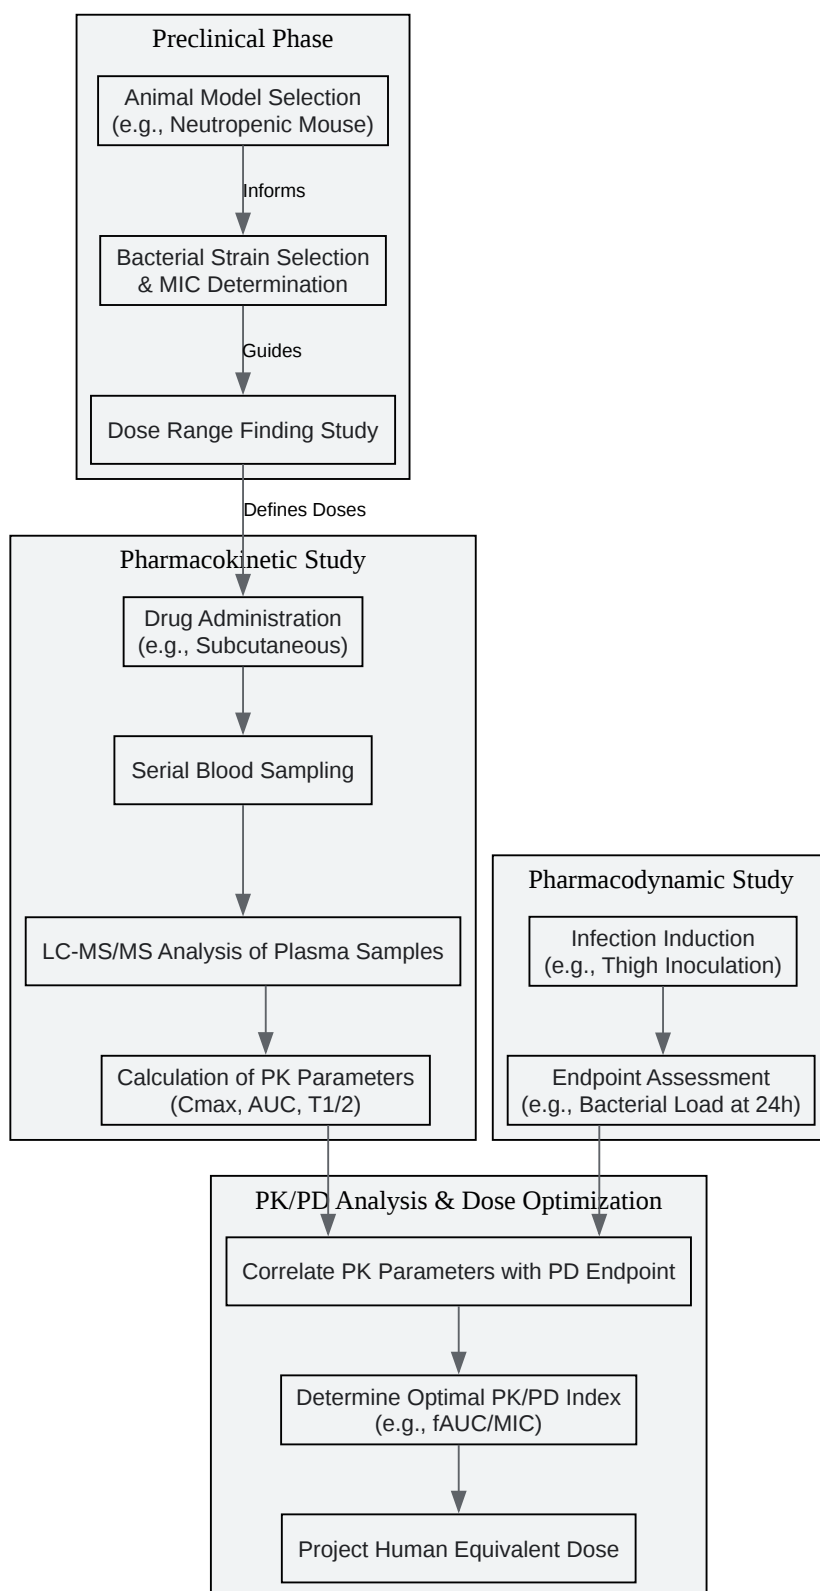 Preclinical Phase
Animal Model Selection
(e.g., Neutropenic Mouse)
Informs
Bacterial Strain Selection
& MIC Determination
Guides
Dose Range Finding Study
Defines Doses
Pharmacokinetic Study
Drug Administration
(e.g., Subcutaneous)
Serial Blood Sampling
LC-MS/MS Analysis of Plasma Samples
Calculation of PK Parameters
(Cmax, AUC, T1/2)
Pharmacodynamic Study
Infection Induction
(e.g., Thigh Inoculation)
Endpoint Assessment
(e.g., Bacterial Load at 24h)
PK/PD Analysis & Dose Optimization
Correlate PK Parameters with PD Endpoint
Determine Optimal PK/PD Index
(e.g., fAUC/MIC)
Project Human Equivalent Dose